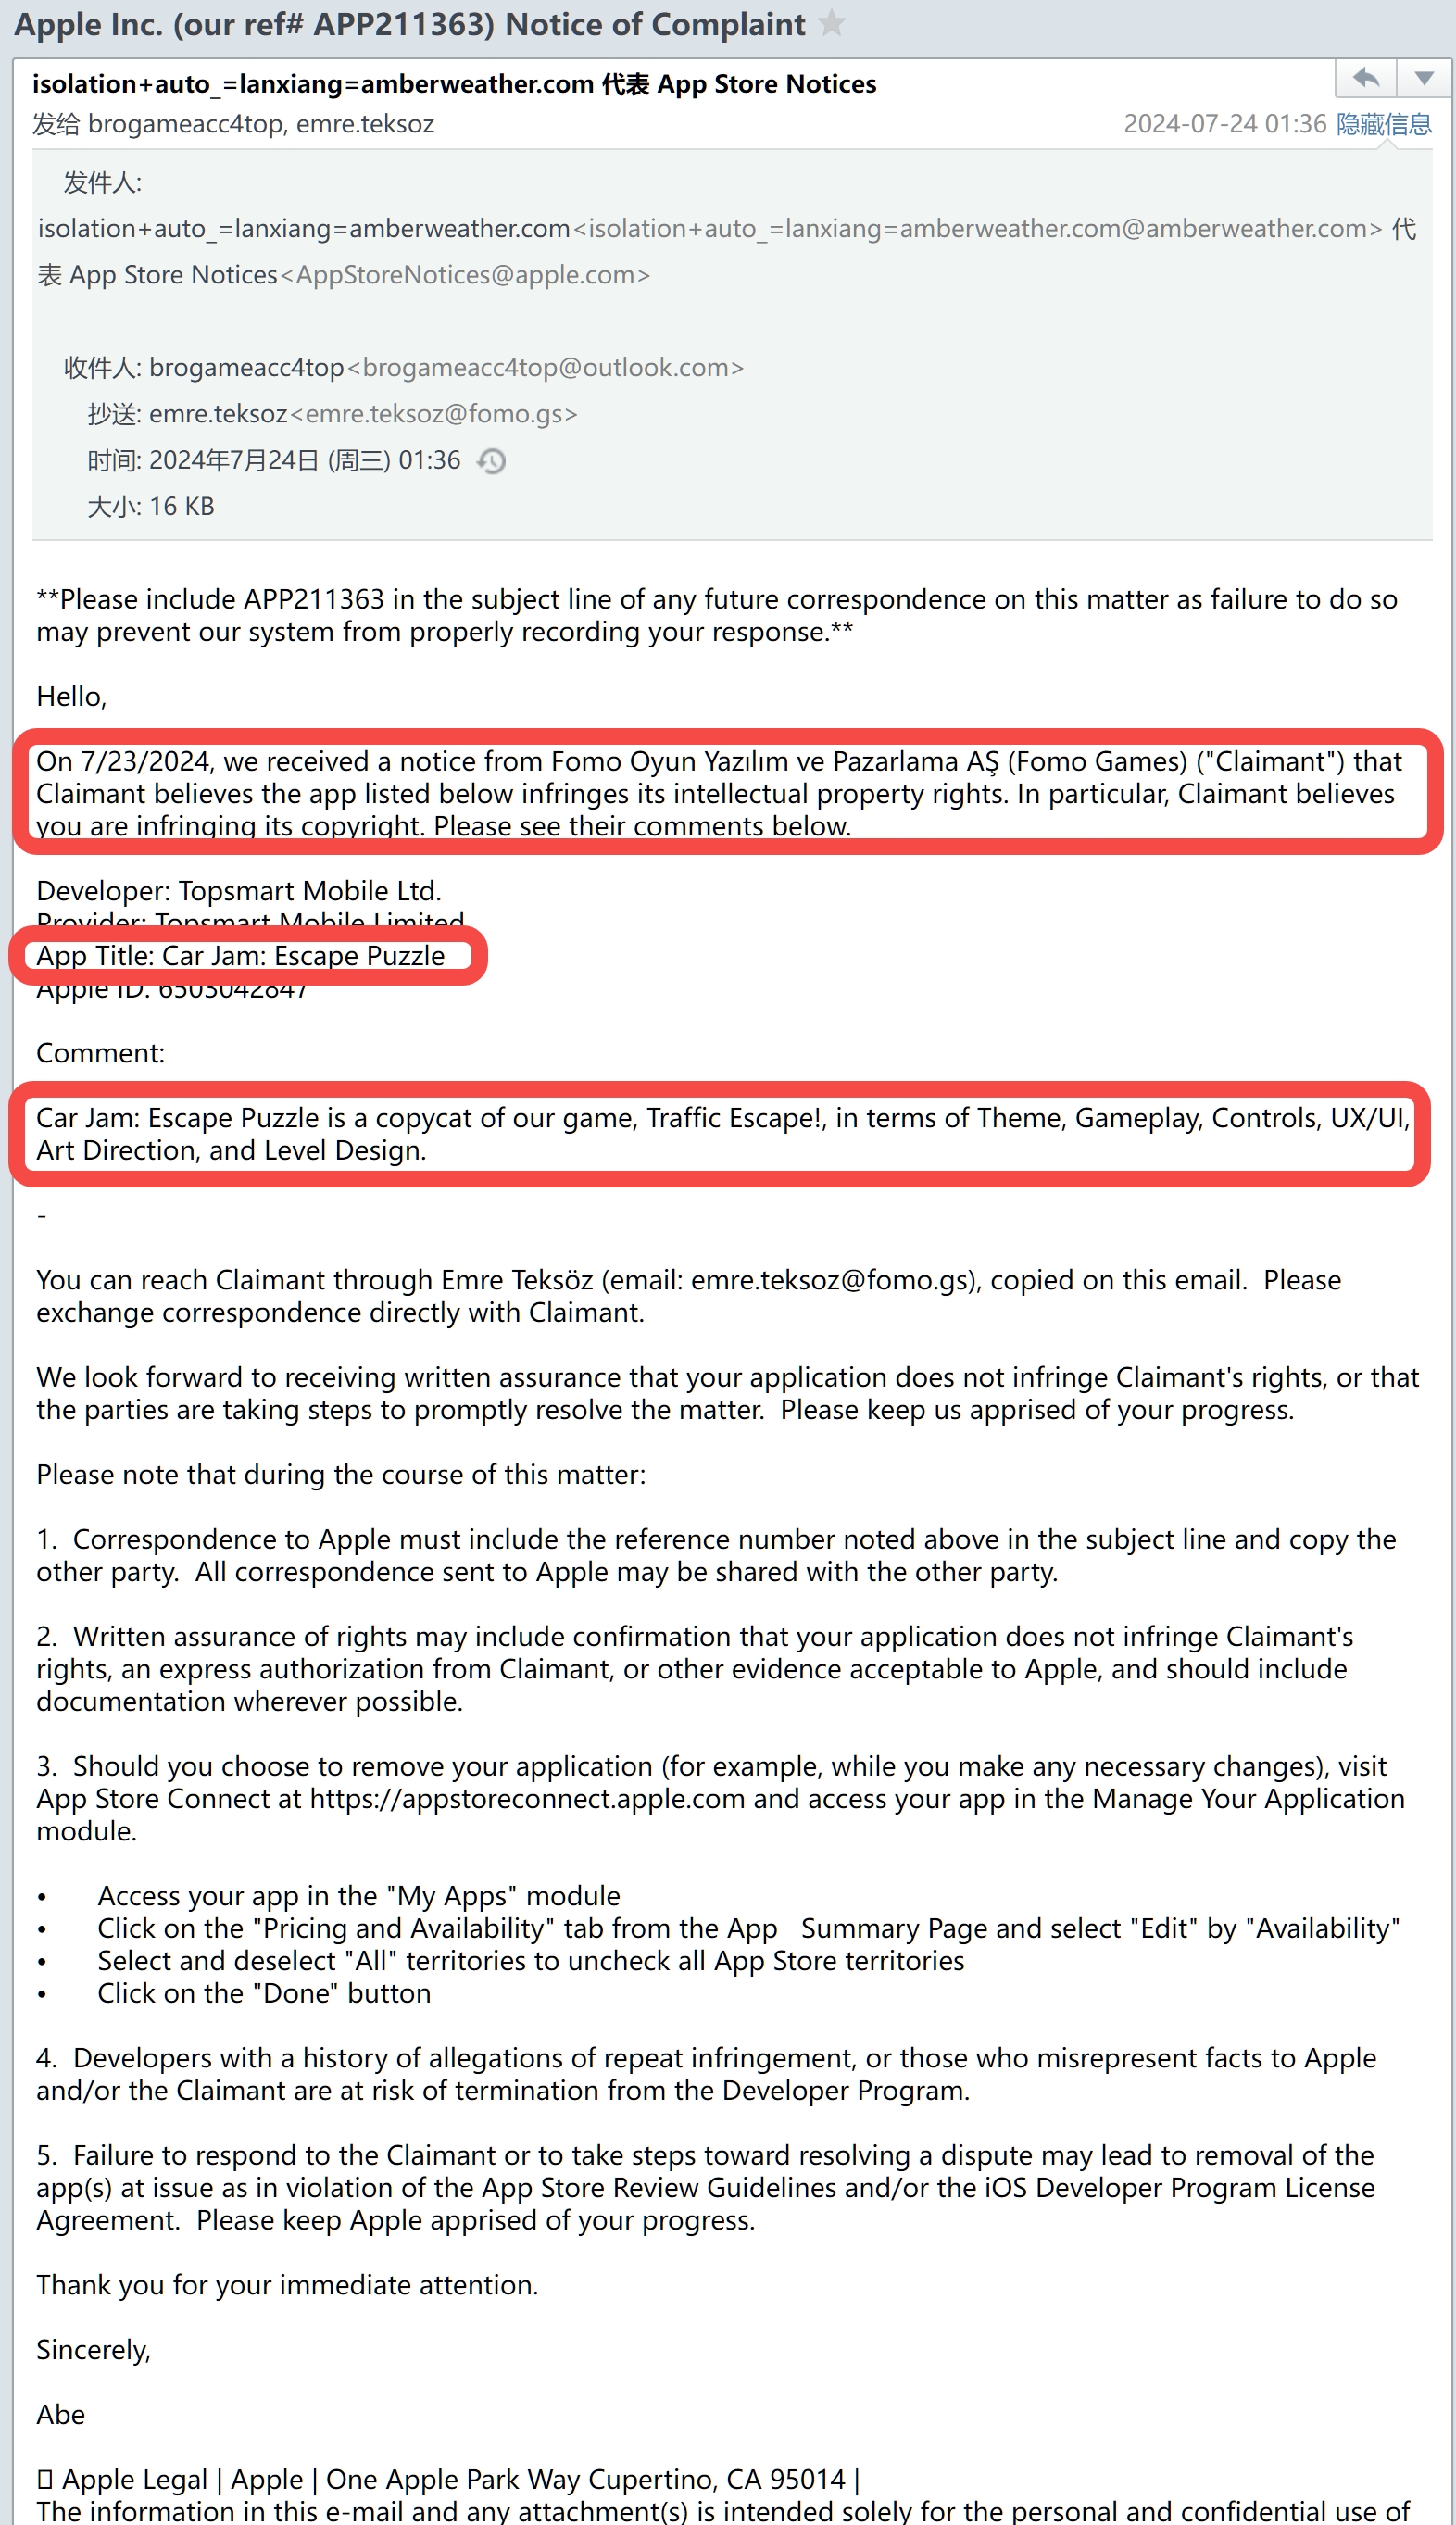 Apple Inc. (our ref# APP211363) Notice of Complaint
isolation+auto_=lanxiang=amberweather.com 代表 App Store Notices
发给 brogameacc4top, emre.teksoz
2024-07-24 01:36 隐藏信息
发件人:
isolation+auto_=lanxiang=amberweather.com<isolation+auto_=lanxiang=amberweather.com@amberweather.com> 代
表 App Store Notices<AppStoreNotices@apple.com>
收件人: brogameacc4top<brogameacc4top@outlook.com>
抄送: emre.teksoz<emre.teksoz@fomo.gs>
时间: 2024年7月24日 (周三) 01:36
大小: 16 KB
**Please include APP211363 in the subject line of any future correspondence on this matter as failure to do so
may prevent our system from properly recording your response.**
Hello,
On 7/23/2024, we received a notice from Fomo Oyun Yazılım ve Pazarlama AŞ (Fomo Games) ("Claimant") that
Claimant believes the app listed below infringes its intellectual property rights. In particular, Claimant believes
you are infringing its copyright. Please see their comments below.
Developer: Topsmart Mobile Ltd.
Provider: Topsmart Mobile Limited
App Title: Car Jam: Escape Puzzle
Apple ID: 6503042847
Comment:
Car Jam: Escape Puzzle is a copycat of our game, Traffic Escape!, in terms of Theme, Gameplay, Controls, UX/UI,
Art Direction, and Level Design.
-
You can reach Claimant through Emre Teksöz (email: emre.teksoz@fomo.gs), copied on this email.  Please
exchange correspondence directly with Claimant.
We look forward to receiving written assurance that your application does not infringe Claimant's rights, or that
the parties are taking steps to promptly resolve the matter.  Please keep us apprised of your progress.
Please note that during the course of this matter:
1.  Correspondence to Apple must include the reference number noted above in the subject line and copy the
other party.  All correspondence sent to Apple may be shared with the other party.
2.  Written assurance of rights may include confirmation that your application does not infringe Claimant's
rights, an express authorization from Claimant, or other evidence acceptable to Apple, and should include
documentation wherever possible.
3.  Should you choose to remove your application (for example, while you make any necessary changes), visit
App Store Connect at https://appstoreconnect.apple.com and access your app in the Manage Your Application
module.
•	Access your app in the "My Apps" module
•	Click on the "Pricing and Availability" tab from the App   Summary Page and select "Edit" by "Availability"
•	Select and deselect "All" territories to uncheck all App Store territories
•	Click on the "Done" button
4.  Developers with a history of allegations of repeat infringement, or those who misrepresent facts to Apple
and/or the Claimant are at risk of termination from the Developer Program.
5.  Failure to respond to the Claimant or to take steps toward resolving a dispute may lead to removal of the
app(s) at issue as in violation of the App Store Review Guidelines and/or the iOS Developer Program License
Agreement.  Please keep Apple apprised of your progress.
Thank you for your immediate attention.
Sincerely,
Abe
Apple Legal | Apple | One Apple Park Way Cupertino, CA 95014 |
The information in this e-mail and any attachment(s) is intended solely for the personal and confidential use of